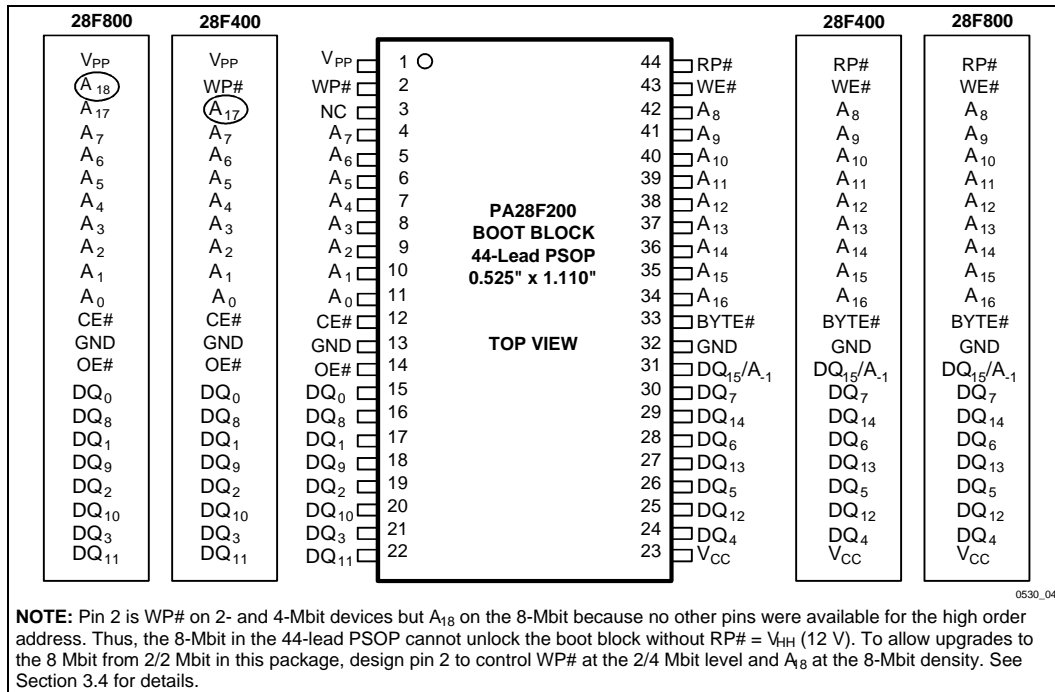 28F800 28F400 28F400 28F800
VPP VPP VPP 1 44 RP# RP# RP#
A18 WP# WP# 2 43 WE# WE# WE#
A17 A17 NC 3 42 A8 A8 A8
A7 A7 A7 4 41 A9 A9 A9
A6 A6 A6 5 40 A10 A10 A10
A5 A5 A5 6 39 A11 A11 A11
A4 A4 A4 7 PA28F200 38 A12 A12 A12
A3 A3 A3 8 BOOT BLOCK 37 A13 A13 A13
A2 A2 A2 9 44-Lead PSOP 36 A14 A14 A14
A1 A1 A1 10 0.525" x 1.110" 35 A15 A15 A15
A0 A0 A0 11 34 A16 A16 A16
CE# CE# CE# 12 33 BYTE# BYTE# BYTE#
GND GND GND 13 TOP VIEW 32 GND GND GND
OE# OE# OE# 14 31 DQ15/A-1 DQ15/A-1 DQ15/A-1
DQ0 DQ0 DQ0 15 30 DQ7 DQ7 DQ7
DQ8 DQ8 DQ8 16 29 DQ14 DQ14 DQ14
DQ1 DQ1 DQ1 17 28 DQ6 DQ6 DQ6
DQ9 DQ9 DQ9 18 27 DQ13 DQ13 DQ13
DQ2 DQ2 DQ2 19 26 DQ5 DQ5 DQ5
DQ10 DQ10 DQ10 20 25 DQ12 DQ12 DQ12
DQ3 DQ3 DQ3 21 24 DQ4 DQ4 DQ4
DQ11 DQ11 DQ11 22 23 VCC VCC VCC
0530_04
NOTE: Pin 2 is WP# on 2- and 4-Mbit devices but A18 on the 8-Mbit because no other pins were available for the high order
address. Thus, the 8-Mbit in the 44-lead PSOP cannot unlock the boot block without RP# = VHH (12 V). To allow upgrades to
the 8 Mbit from 2/2 Mbit in this package, design pin 2 to control WP# at the 2/4 Mbit level and A18 at the 8-Mbit density. See
Section 3.4 for details.